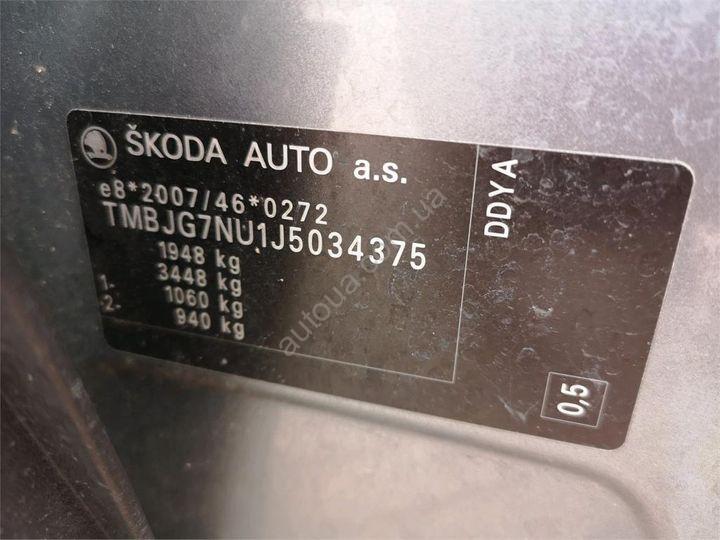 ŠKODA AUTO a.s.
e8*2007/46*0272
TMBJG7NU1J5034375
1948 kg
3448 kg
1- 1060 kg
-2- 940 kg
DDYA
0,5
autoua.com.ua